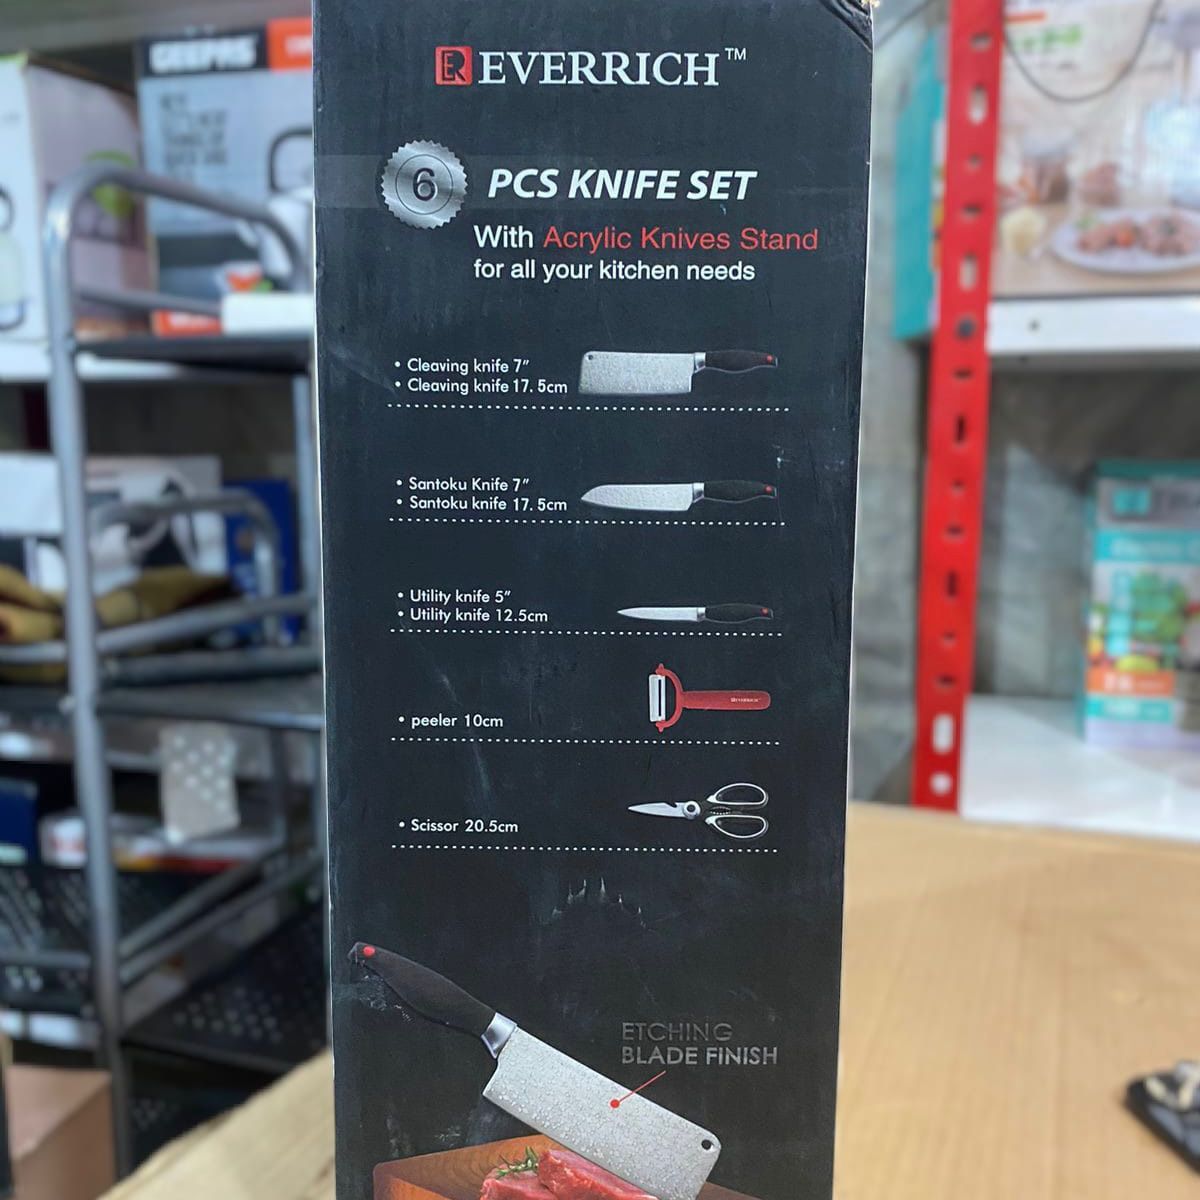 GEEPAS
ER EVERRICH™
6 PCS KNIFE SET
With Acrylic Knives Stand
for all your kitchen needs
• Cleaving knife 7″
• Cleaving knife 17. 5cm
• Santoku Knife 7″
• Santoku knife 17. 5cm
• Utility knife 5″
• Utility knife 12.5cm
• peeler 10cm
• Scissor 20.5cm
ETCHING
BLADE FINISH